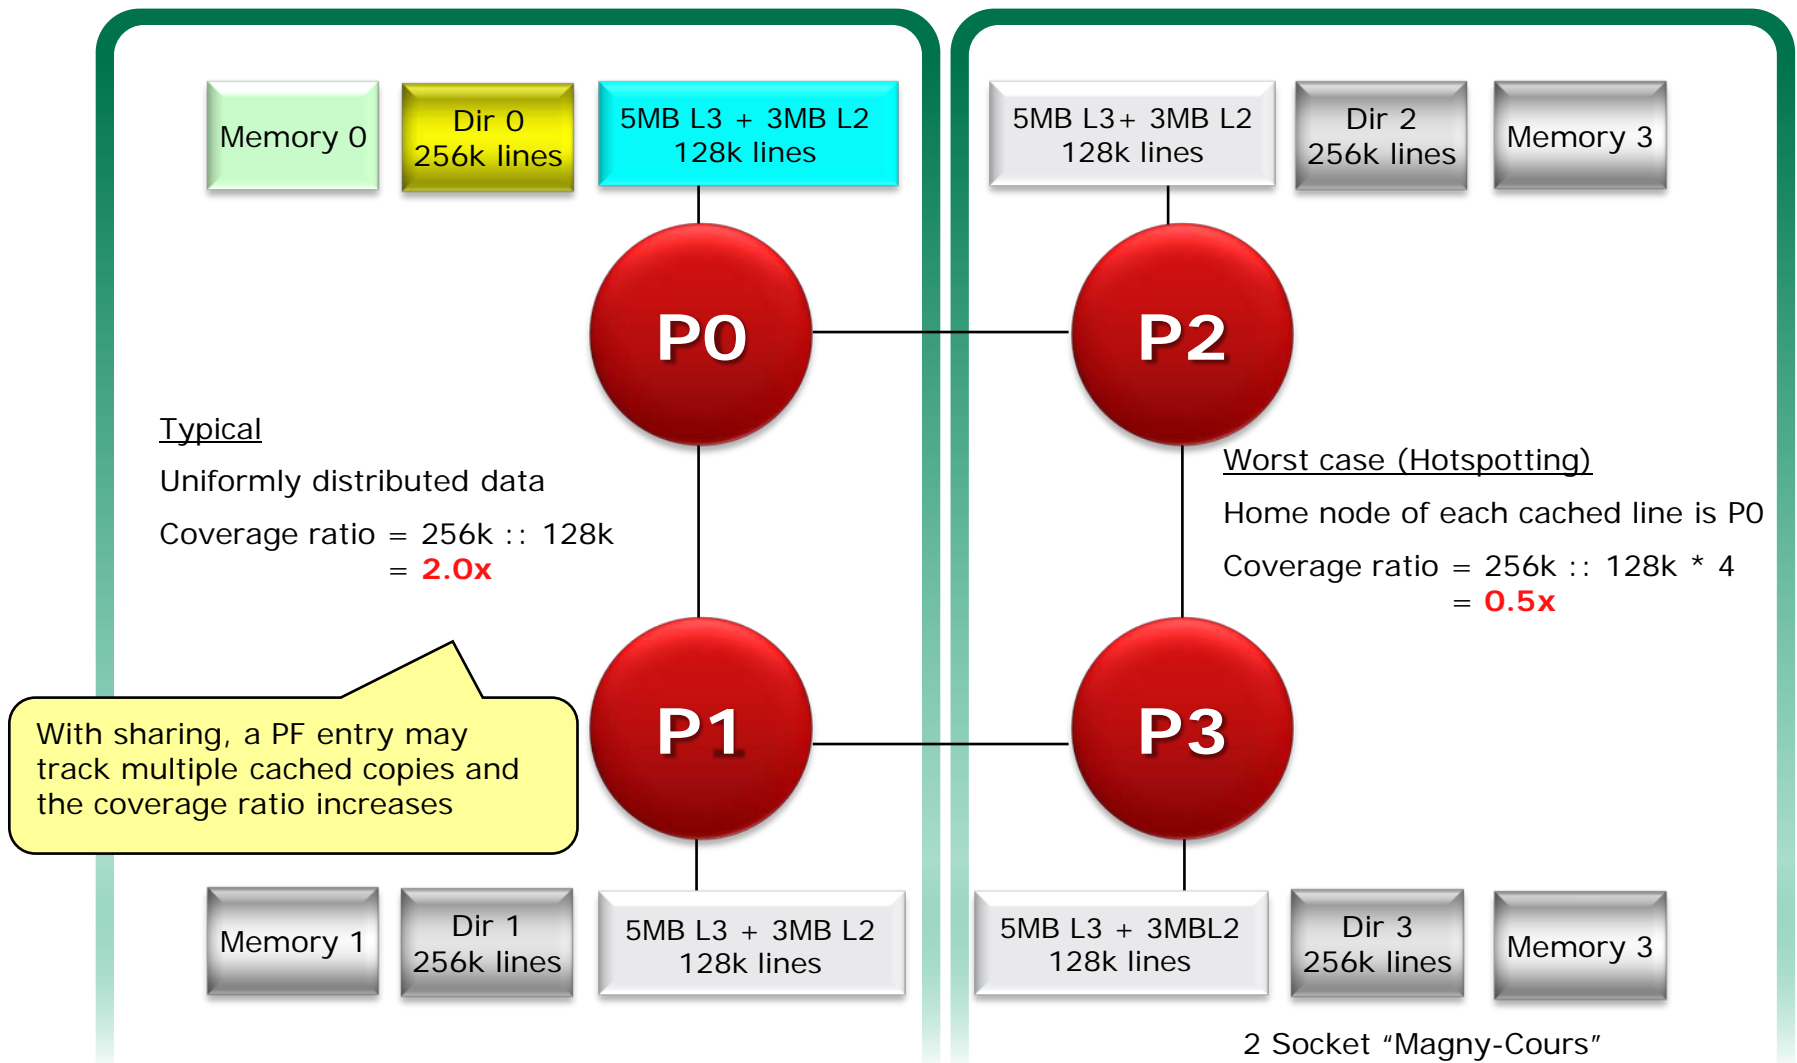 Memory 0
Dir 0
256k lines
5MB L3 + 3MB L2
128k lines
5MB L3+ 3MB L2
128k lines
Dir 2
256k lines
Memory 3
P0
P2
Typical
Uniformly distributed data
Coverage ratio = 256k :: 128k
= 2.0x
Worst case (Hotspotting)
Home node of each cached line is P0
Coverage ratio = 256k :: 128k * 4
= 0.5x
With sharing, a PF entry may
track multiple cached copies and
the coverage ratio increases
P1
P3
Memory 1
Dir 1
256k lines
5MB L3 + 3MB L2
128k lines
5MB L3 + 3MBL2
128k lines
Dir 3
256k lines
Memory 3
2 Socket “Magny-Cours”